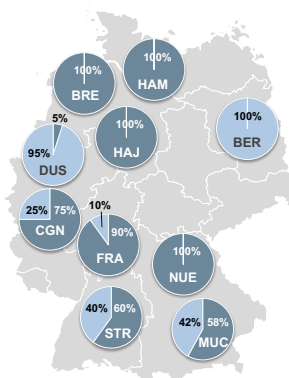 100%
HAM
100%
BRE
100%
HAJ
100%
BER
5%
95%
DUS
25% 75%
CGN
10%
90%
FRA
100%
NUE
40% 60%
STR
42% 58%
MUC